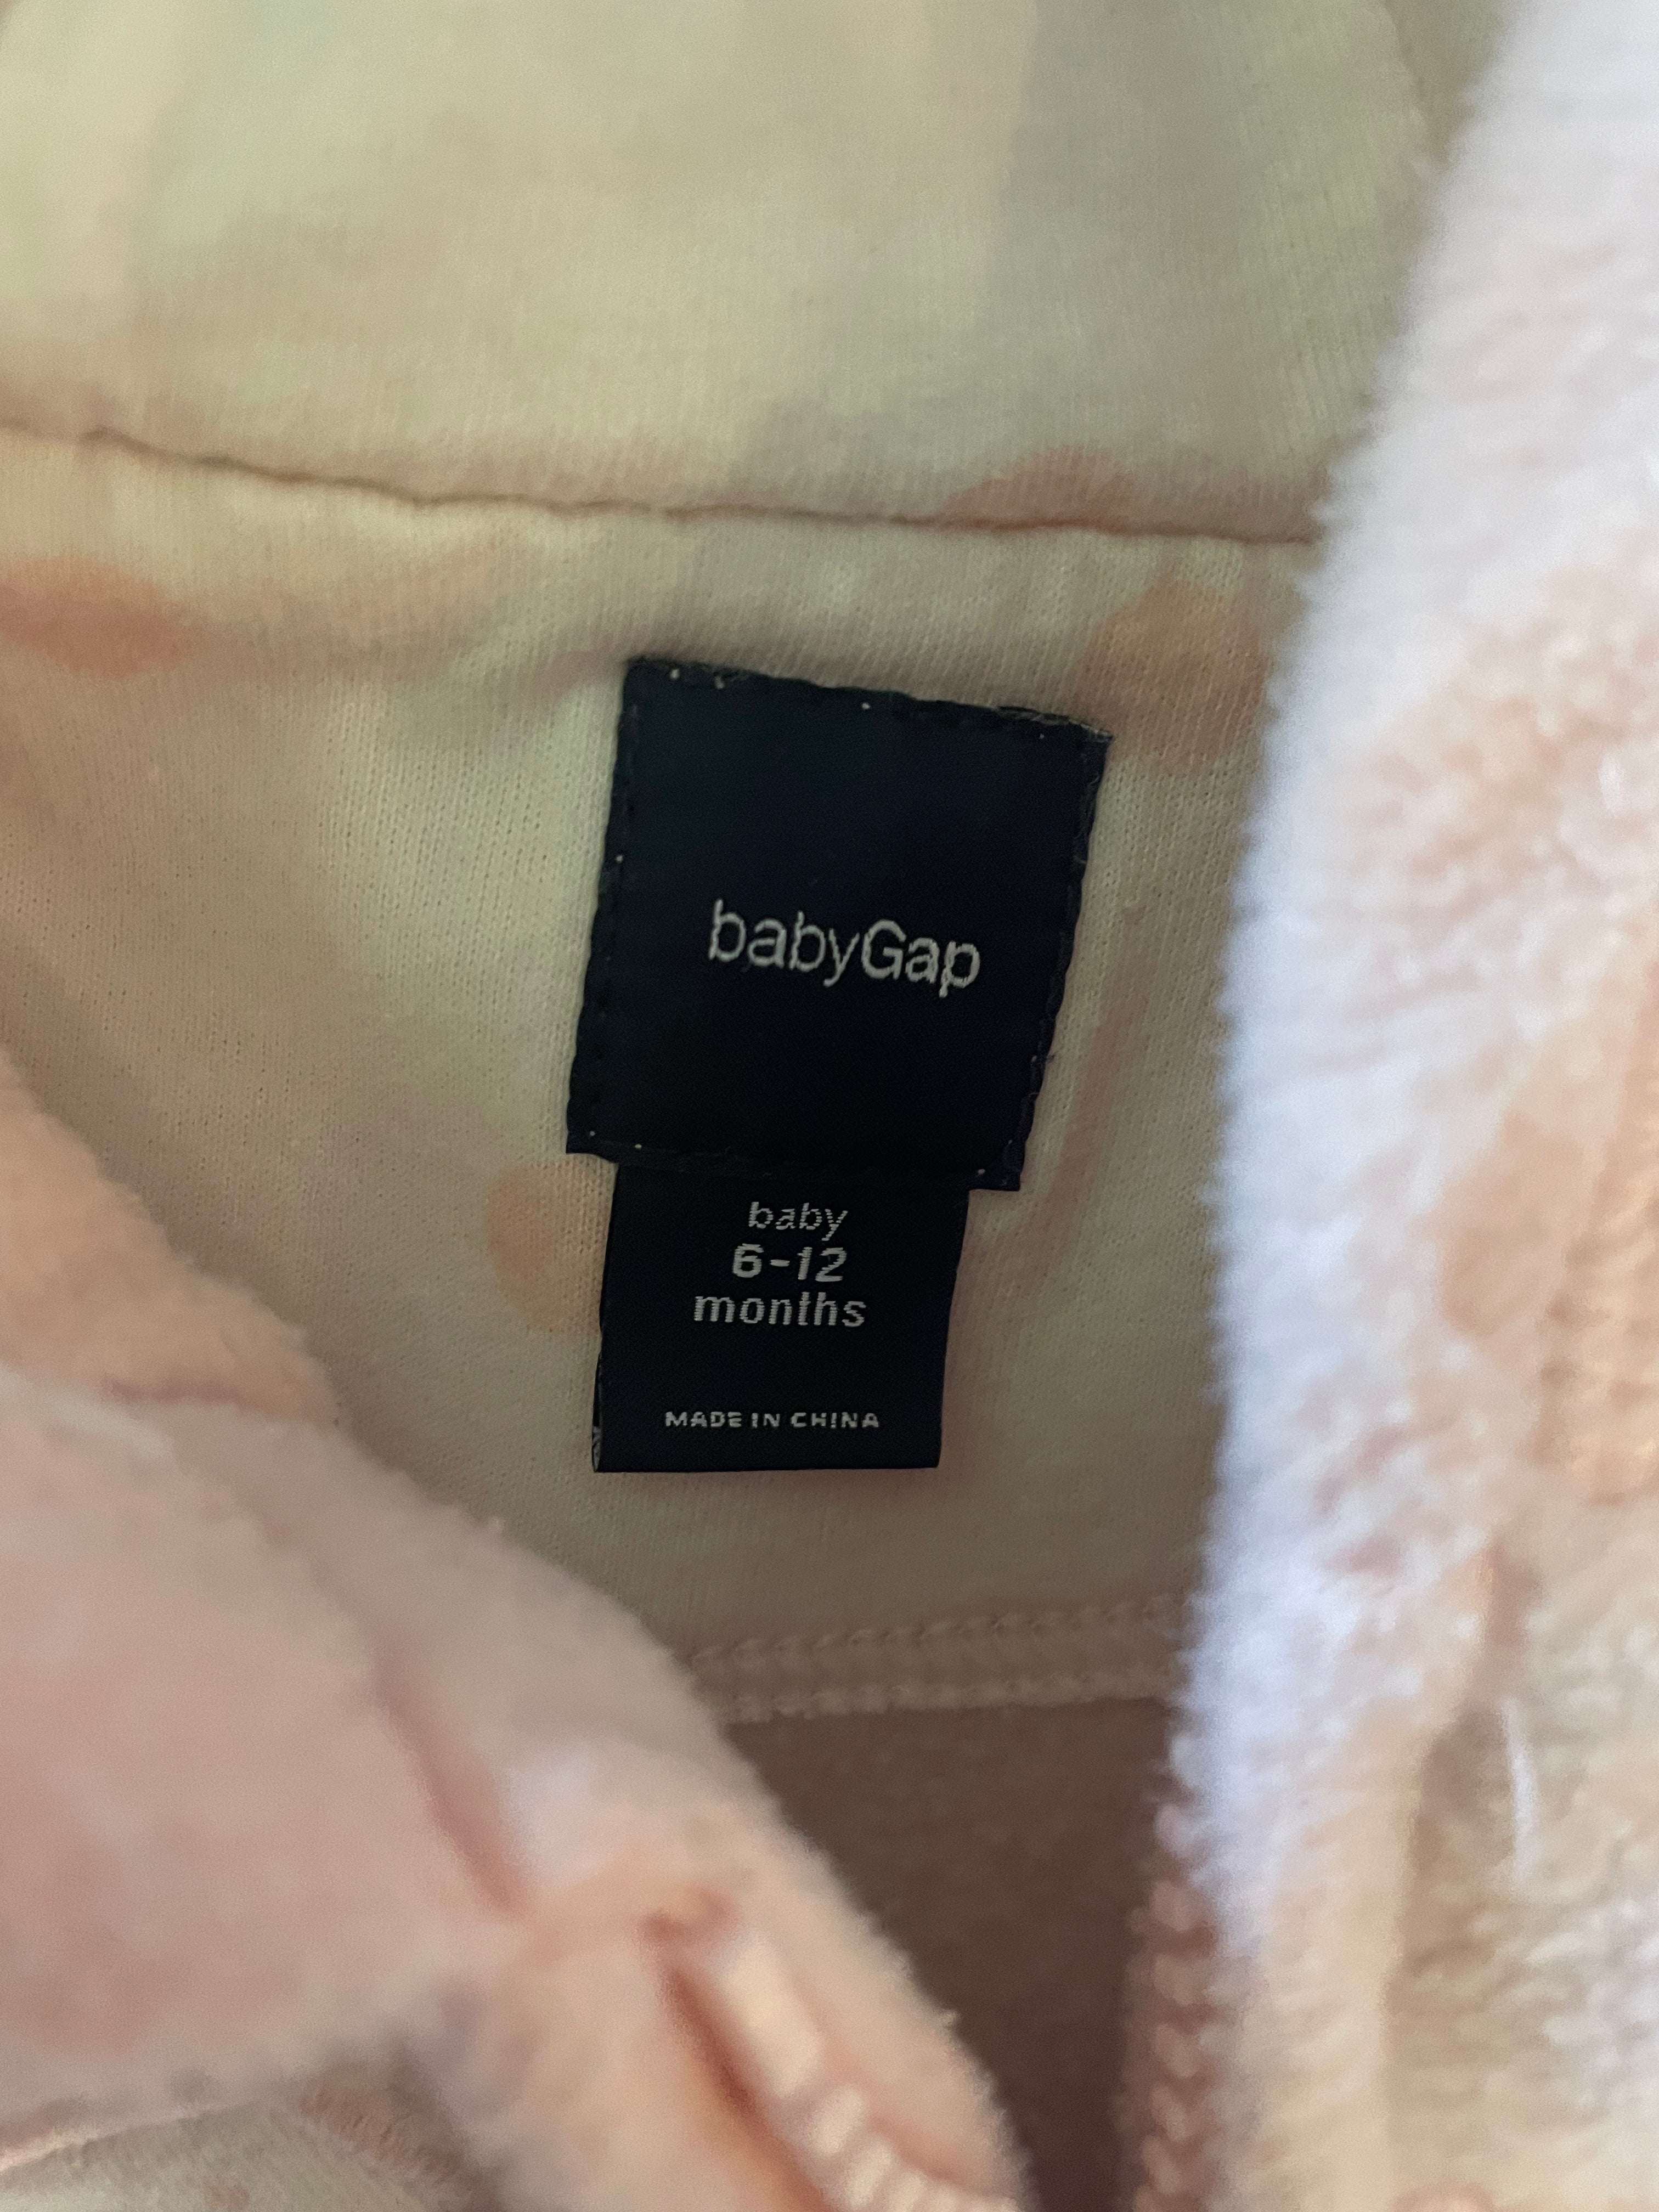 babyGap
baby
6-12
months
MADE IN CHINA